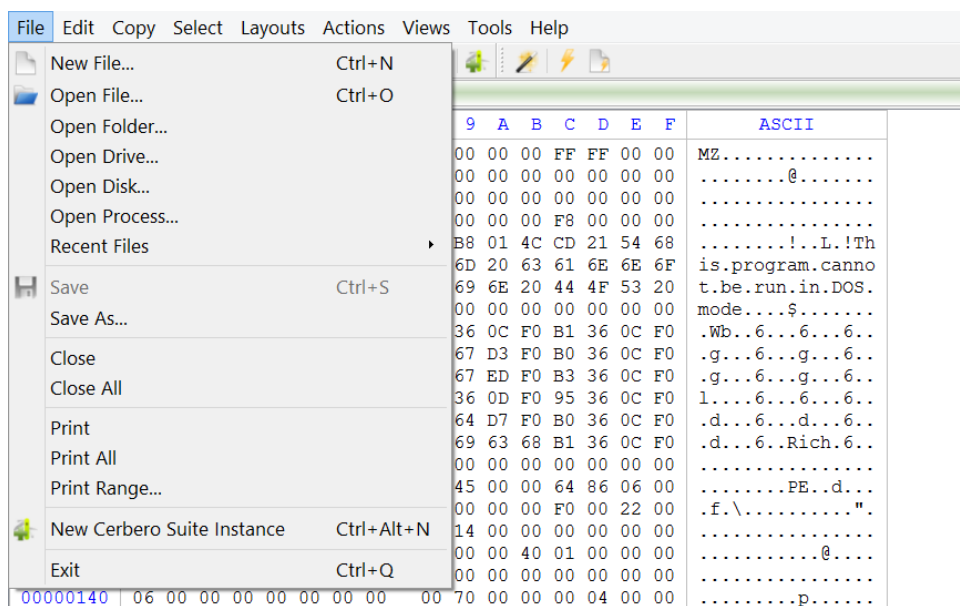 File Edit Copy Select Layouts Actions Views Tools Help
New File... Ctrl+N
Open File... Ctrl+O
Open Folder...
Open Drive...
Open Disk...
Open Process...
Recent Files
Save Ctrl+S
Save As...
Close
Close All
Print
Print All
Print Range...
New Cerbero Suite Instance Ctrl+Alt+N
Exit Ctrl+Q
9 A B C D E F ASCII
00 00 00 FF FF 00 00 MZ..............
00 00 00 00 00 00 00 ........@.......
00 00 00 00 00 00 00 ................
00 00 00 F8 00 00 00 ................
B8 01 4C CD 21 54 68 ........!..L.!Th
6D 20 63 61 6E 6E 6F is.program.canno
69 6E 20 44 4F 53 20 t.be.run.in.DOS.
00 00 00 00 00 00 00 mode....$.......
36 0C F0 B1 36 0C F0 .Wb..6...6...6..
67 D3 F0 B0 36 0C F0 .g...6...g...6..
67 ED F0 B3 36 0C F0 .g...6...g...6..
36 0D F0 95 36 0C F0 1....6...6...6..
64 D7 F0 B0 36 0C F0 .d...6...d...6..
69 63 68 B1 36 0C F0 .d...6..Rich.6..
00 00 00 00 00 00 00 ................
45 00 00 64 86 06 00 ........PE..d...
00 00 00 F0 00 22 00 .f.\..........".
14 00 00 00 00 00 00 ................
00 00 40 01 00 00 00 ...........@....
00 00 00 00 00 00 00 ................
00000140 06 00 00 00 00 00 00 00 00 70 00 00 00 04 00 00 .........p......